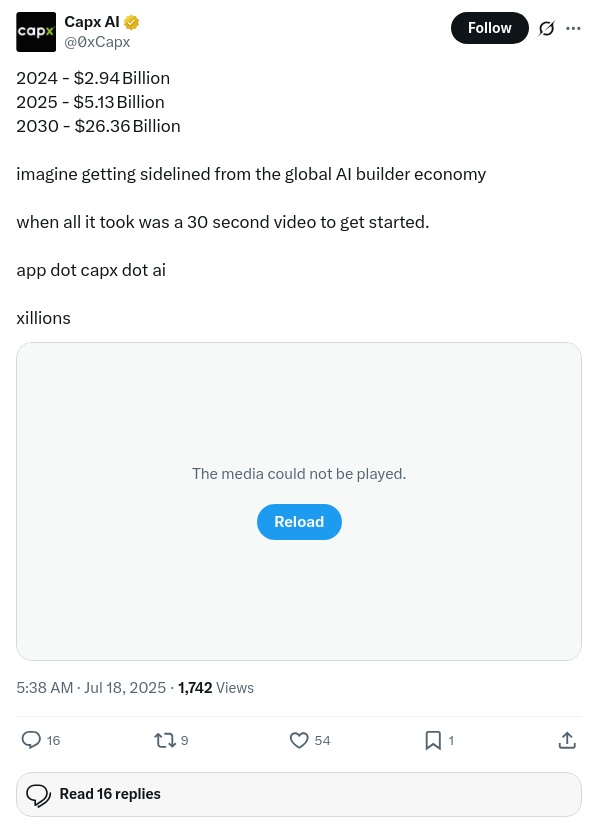 capx
Capx AI
@0xCapx
Follow
2024 - $2.94 Billion
2025 - $5.13 Billion
2030 - $26.36 Billion
imagine getting sidelined from the global AI builder economy
when all it took was a 30 second video to get started.
app dot capx dot ai
xillions
The media could not be played.
Reload
5:38 AM · Jul 18, 2025 · 1,742 Views
16 9 54 1
Read 16 replies